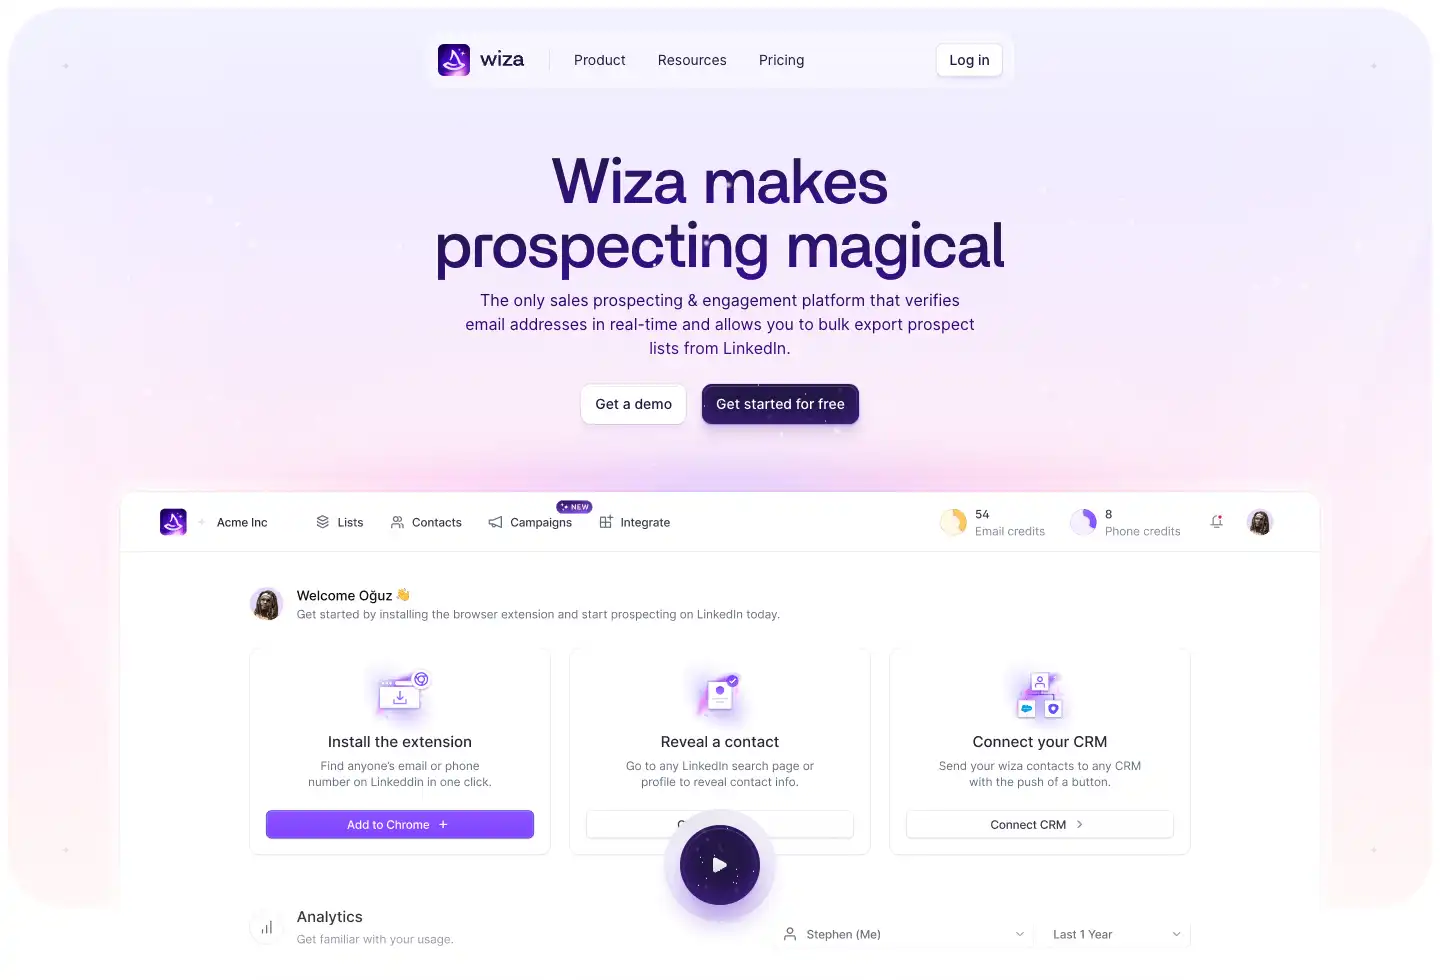 wiza
Product
Resources
Pricing
Log in
Wiza makes
prospecting magical
The only sales prospecting & engagement platform that verifies
email addresses in real-time and allows you to bulk export prospect
lists from LinkedIn.
Get a demo
Get started for free
Acme Inc
Lists
Contacts
Campaigns
NEW
Integrate
54
Email credits
8
Phone credits
Welcome Oğuz 👋
Get started by installing the browser extension and start prospecting on LinkedIn today.
Install the extension
Find anyone's email or phone
number on Linkeddin in one click.
Add to Chrome +
Reveal a contact
Go to any LinkedIn search page or
profile to reveal contact info.
Connect your CRM
Send your wiza contacts to any CRM
with the push of a button.
Connect CRM
Analytics
Get familiar with your usage.
Stephen (Me)
Last 1 Year